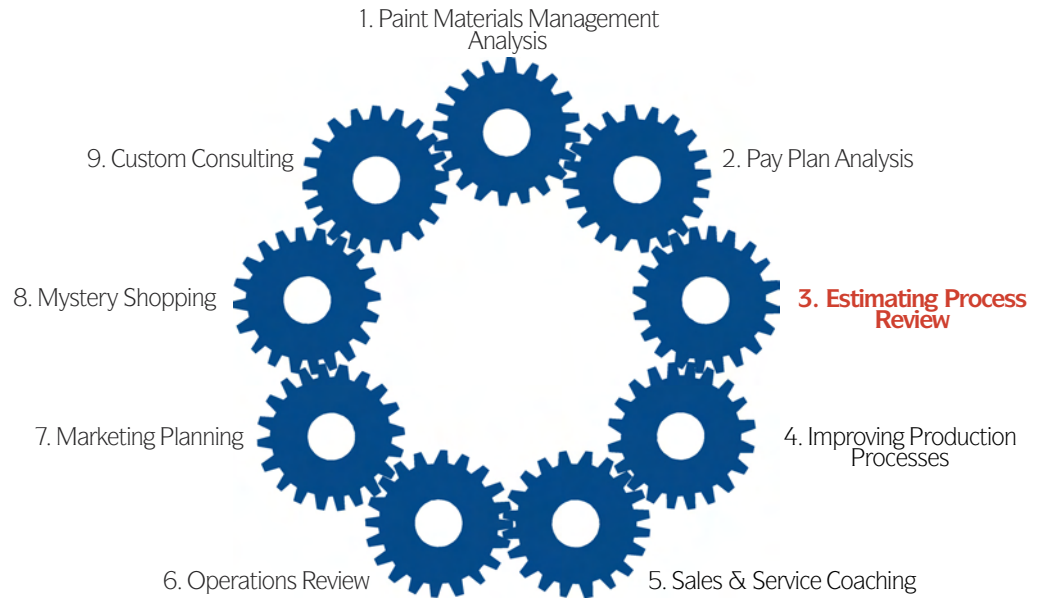 1. Paint Materials Management
Analysis
2. Pay Plan Analysis
3. Estimating Process
Review
4. Improving Production
Processes
5. Sales & Service Coaching
6. Operations Review
7. Marketing Planning
8. Mystery Shopping
9. Custom Consulting